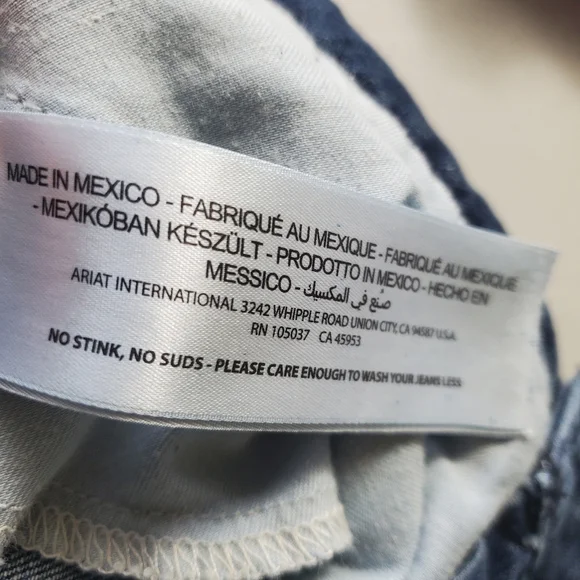 MADE IN MEXICO - FABRIQUÉ AU MEXIQUE - FABRIQUÉ AU MEXIQUE
- MEXIKÓBAN KÉSZÜLT - PRODOTTO IN MEXICO - HECHO EN
MESSICO - صنع في المكسيك
ARIAT INTERNATIONAL 3242 WHIPPLE ROAD UNION CITY, CA 94587 U.S.A.
RN 105037 CA 45953
NO STINK, NO SUDS - PLEASE CARE ENOUGH TO WASH YOUR JEANS LESS